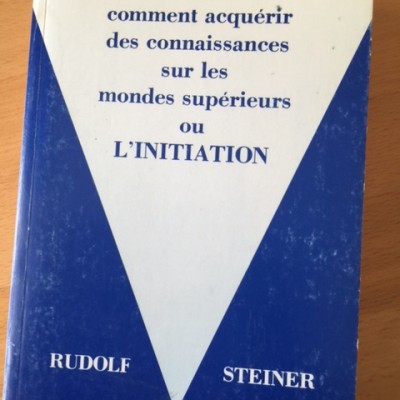 comment acquérir
des connaissances
sur les
mondes supérieurs
ou
L'INITIATION
RUDOLF STEINER